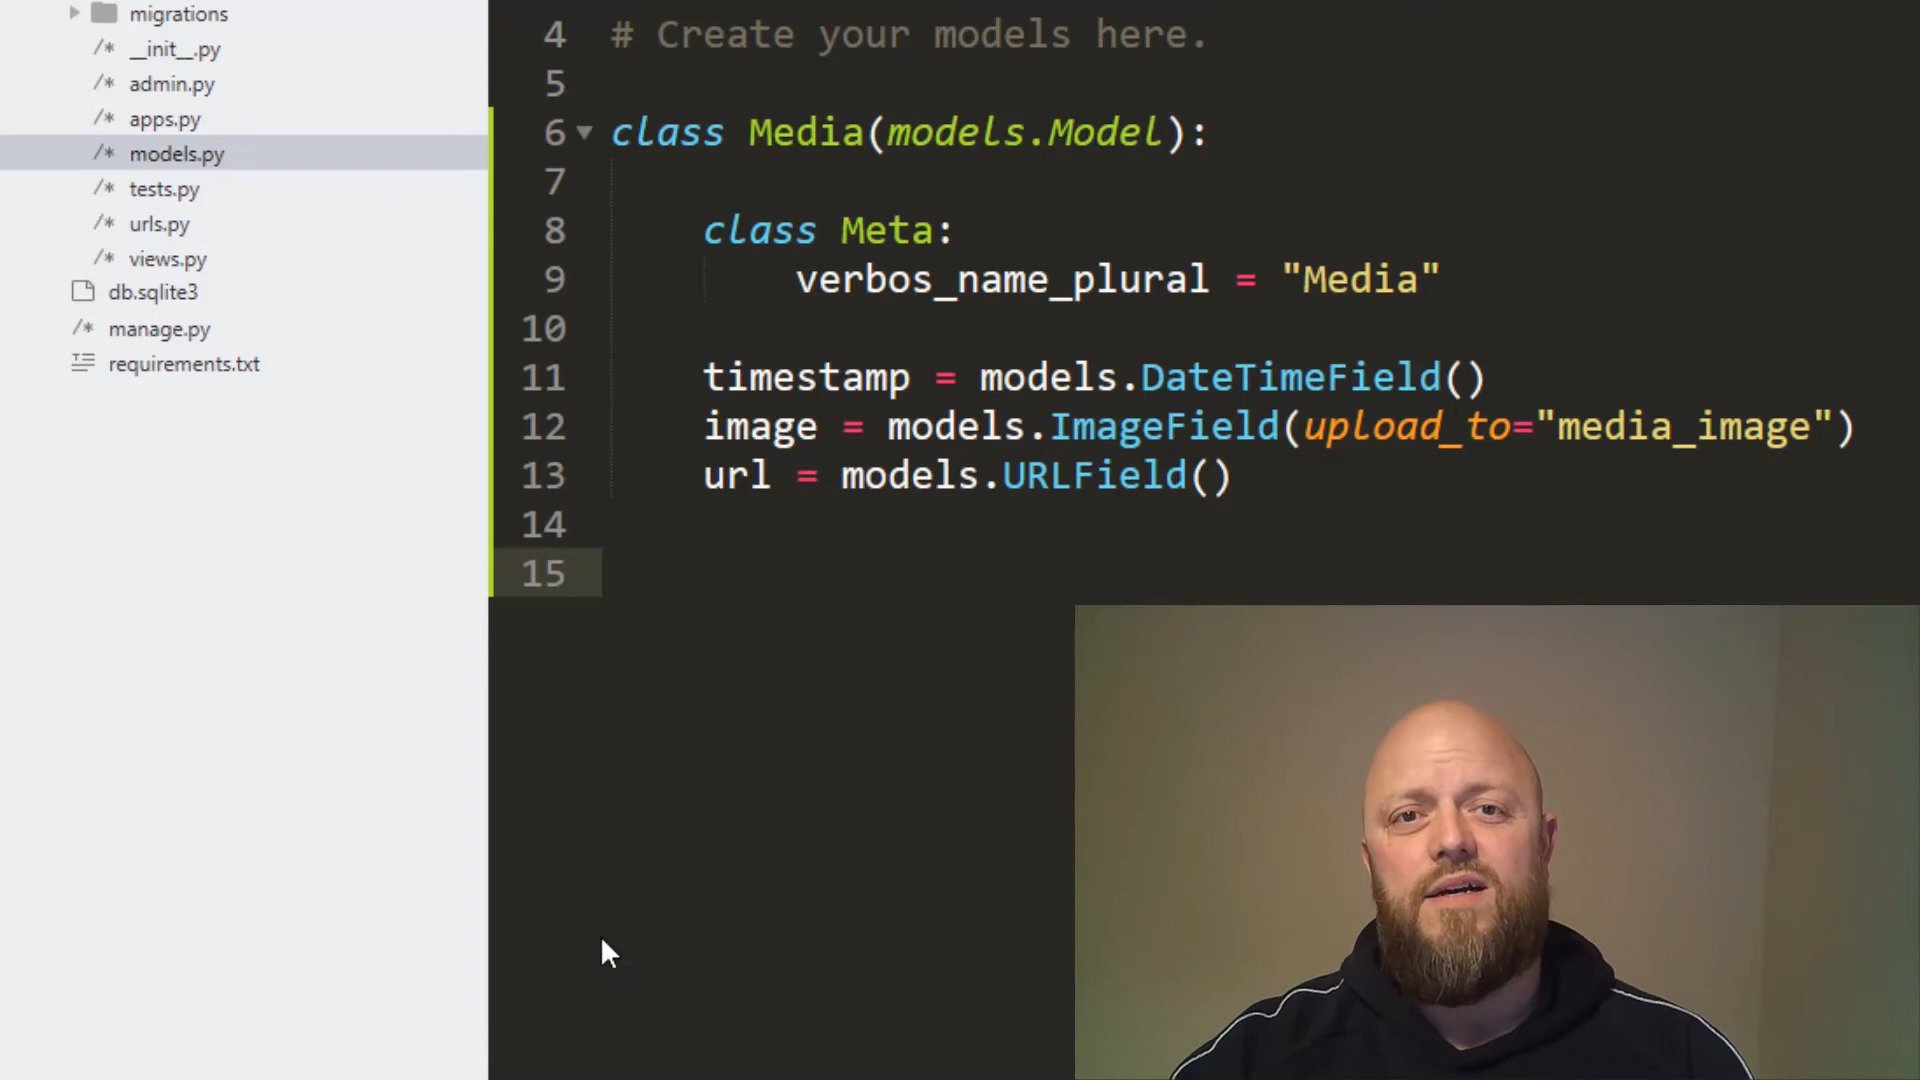 migrations
/* __init__.py
/* admin.py
/* apps.py
/* models.py
/* tests.py
/* urls.py
/* views.py
db.sqlite3
/* manage.py
requirements.txt
4 # Create your models here.
5
6 class Media(models.Model):
7
8 class Meta:
9 verbos_name_plural = "Media"
10
11 timestamp = models.DateTimeField()
12 image = models.ImageField(upload_to="media_image")
13 url = models.URLField()
14
15